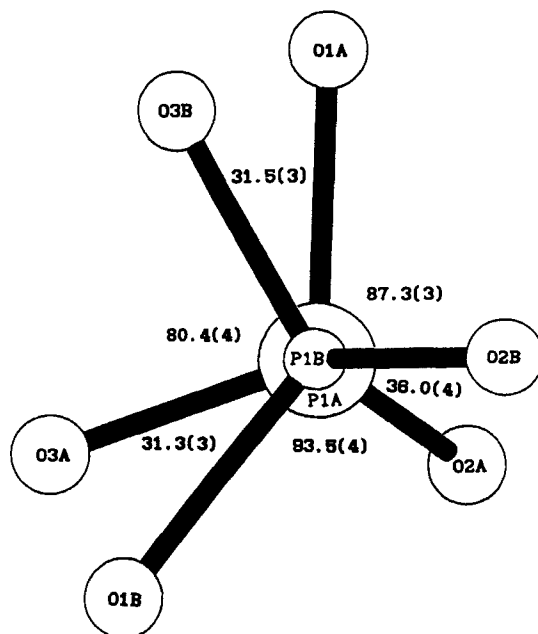 O1A
O3B
31.5(3)
87.3(3)
80.4(4)
P1B
O2B
36.0(4)
P1A
31.3(3)
93.5(4)
O3A
O2A
O1B